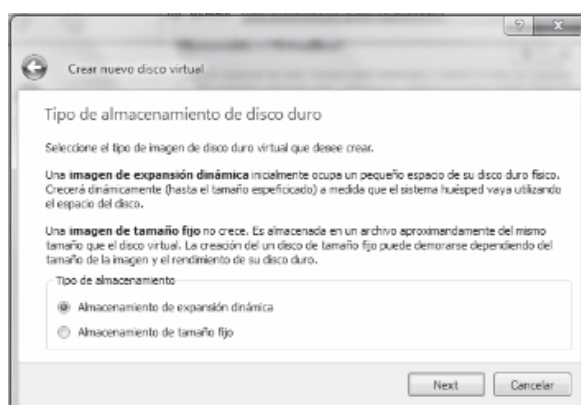 Crear nuevo disco virtual
Tipo de almacenamiento de disco duro
Seleccione el tipo de imagen de disco duro virtual que desee crear.
Una imagen de expansión dinámica inicialmente ocupa un pequeño espacio de su disco duro físico.
Crecerá dinámicamente (hasta el tamaño espeficicado) a medida que el sistema huésped vaya utilizando
el espacio del disco.
Una imagen de tamaño fijo no crece. Es almacenada en un archivo aproximandamente del mismo
tamaño que el disco virtual. La creación del un disco de tamaño fijo puede demorarse dependiendo del
tamaño de la imagen y el rendimiento de su disco duro.
Tipo de almacenamiento
Almacenamiento de expansión dinámica
Almacenamiento de tamaño fijo
Next
Cancelar